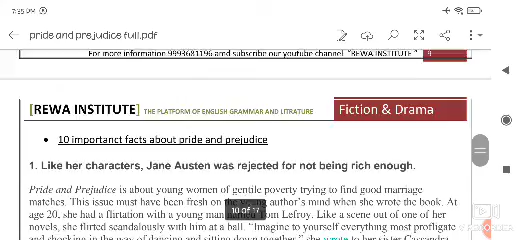 7:35 PM
pride and prejudice full.pdf
For more information 9993681196 amd subscribe our youtube channel "REWA INSTITUTE" 9
[REWA INSTITUTE] THE PLATFORM OF ENGLISH GRAMMAR AND LITRATURE Fiction & Drama
• 10 importanct facts about pride and prejudice
1. Like her characters, Jane Austen was rejected for not being rich enough.
Pride and Prejudice is about young women of gentile poverty trying to find good marriage
matches. This issue must have been fresh on the young author's mind when she wrote the book. At
age 20, she had a flirtation with a young man named Tom Lefroy. Like a scene out of one of her
10 of 17
novels, she flirted scandalously with him at a ball. "Imagine to yourself everything most profligate
and shocking in the way of dancing and sitting down together," she wrote to her sister Cassandra